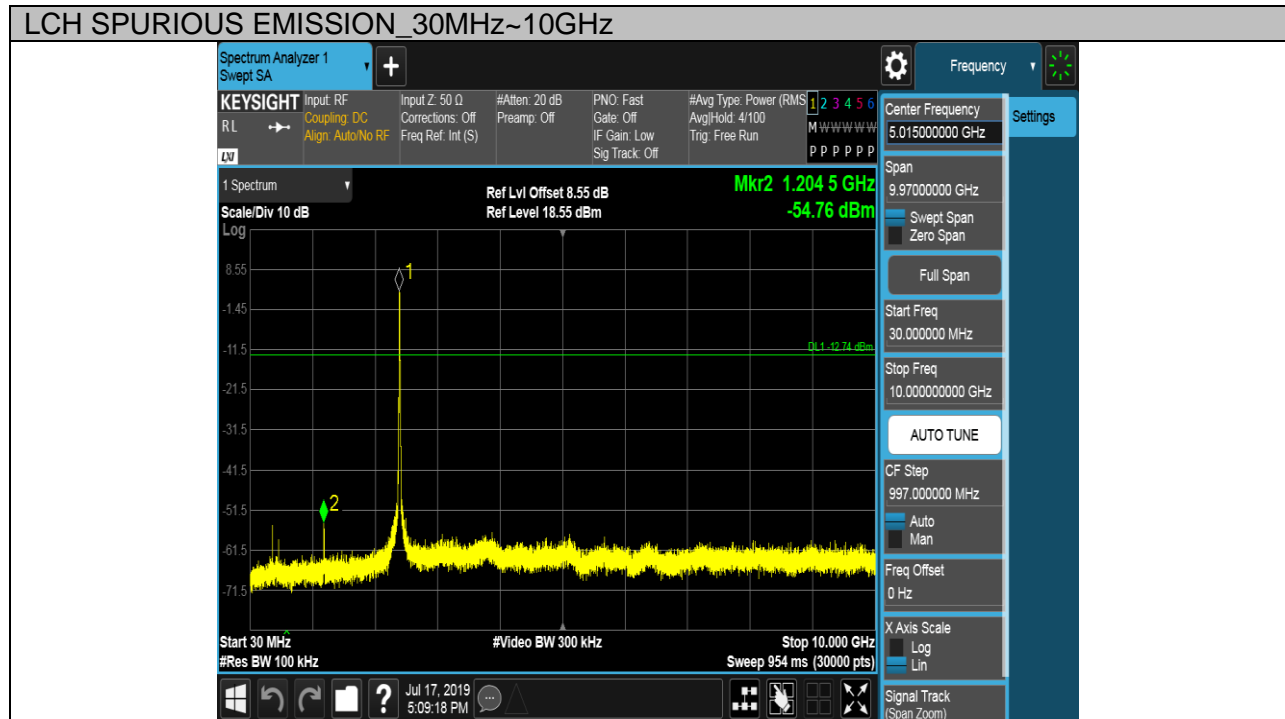 LCH SPURIOUS EMISSION_30MHz~10GHz
Spectrum Analyzer 1
Swept SA
Frequency
KEYSIGHT
RL
LXI
Input: RF
Coupling: DC
Align: Auto/No RF
Input Z: 50 Ω
Corrections: Off
Freq Ref: Int (S)
#Atten: 20 dB
Preamp: Off
PNO: Fast
Gate: Off
IF Gain: Low
Sig Track: Off
#Avg Type: Power (RMS
Avg|Hold: 4/100
Trig: Free Run
1 2 3 4 5 6
M W W W W W
P P P P P P
1 Spectrum
Scale/Div 10 dB
Log
Ref Lvl Offset 8.55 dB
Ref Level 18.55 dBm
Mkr2 1.204 5 GHz
-54.76 dBm
8.55
-1.45
-11.5
-21.5
-31.5
-41.5
-51.5
-61.5
-71.5
1
2
DL1 -12.74 dBm
Start 30 MHz
#Res BW 100 kHz
#Video BW 300 kHz
Stop 10.000 GHz
Sweep 954 ms (30000 pts)
?
Jul 17, 2019
5:09:18 PM
Center Frequency
5.015000000 GHz
Span
9.97000000 GHz
Swept Span
Zero Span
Full Span
Start Freq
30.000000 MHz
Stop Freq
10.000000000 GHz
AUTO TUNE
CF Step
997.000000 MHz
Auto
Man
Freq Offset
0 Hz
X Axis Scale
Log
Lin
Signal Track
(Span Zoom)
Settings